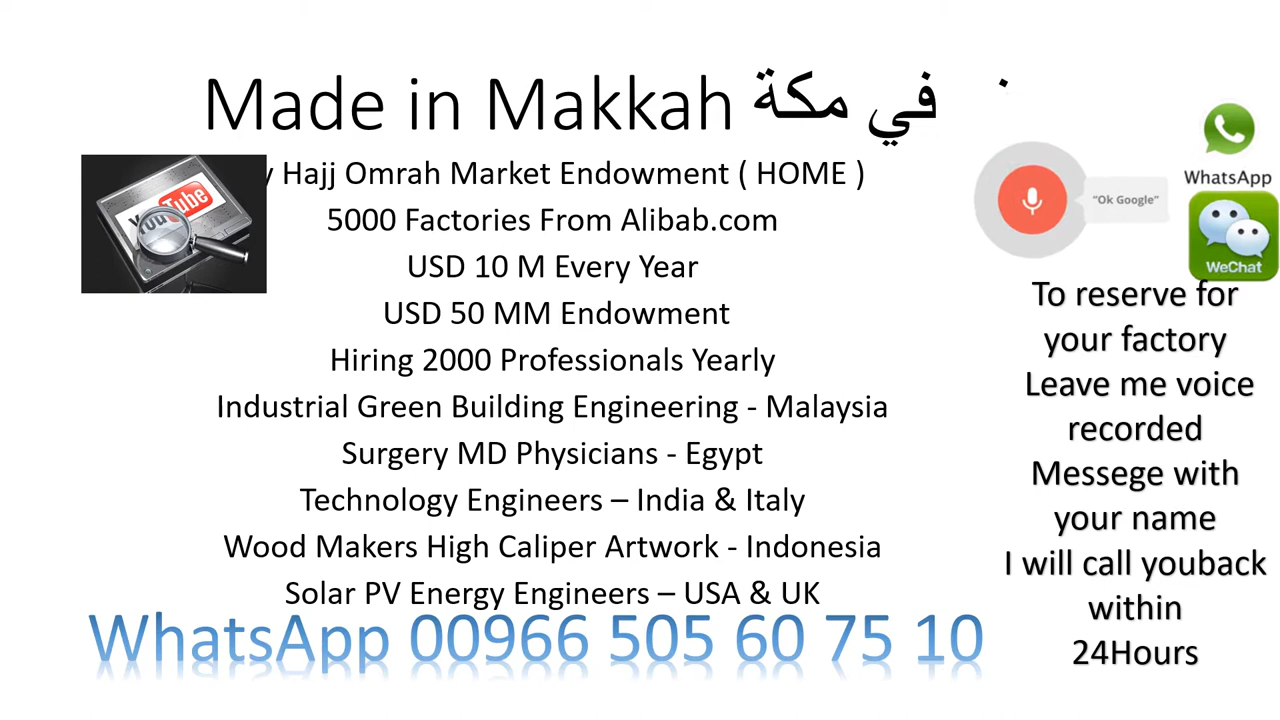 Made in Makkah في مكة
y Hajj Omrah Market Endowment ( HOME )
5000 Factories From Alibab.com
USD 10 M Every Year
USD 50 MM Endowment
Hiring 2000 Professionals Yearly
Industrial Green Building Engineering - Malaysia
Surgery MD Physicians - Egypt
Technology Engineers – India & Italy
Wood Makers High Caliper Artwork - Indonesia
Solar PV Energy Engineers – USA & UK
WhatsApp 00966 505 60 75 10
YouTube
"Ok Google"
WhatsApp
WeChat
To reserve for
your factory
Leave me voice
recorded
Messege with
your name
I will call youback
within
24Hours